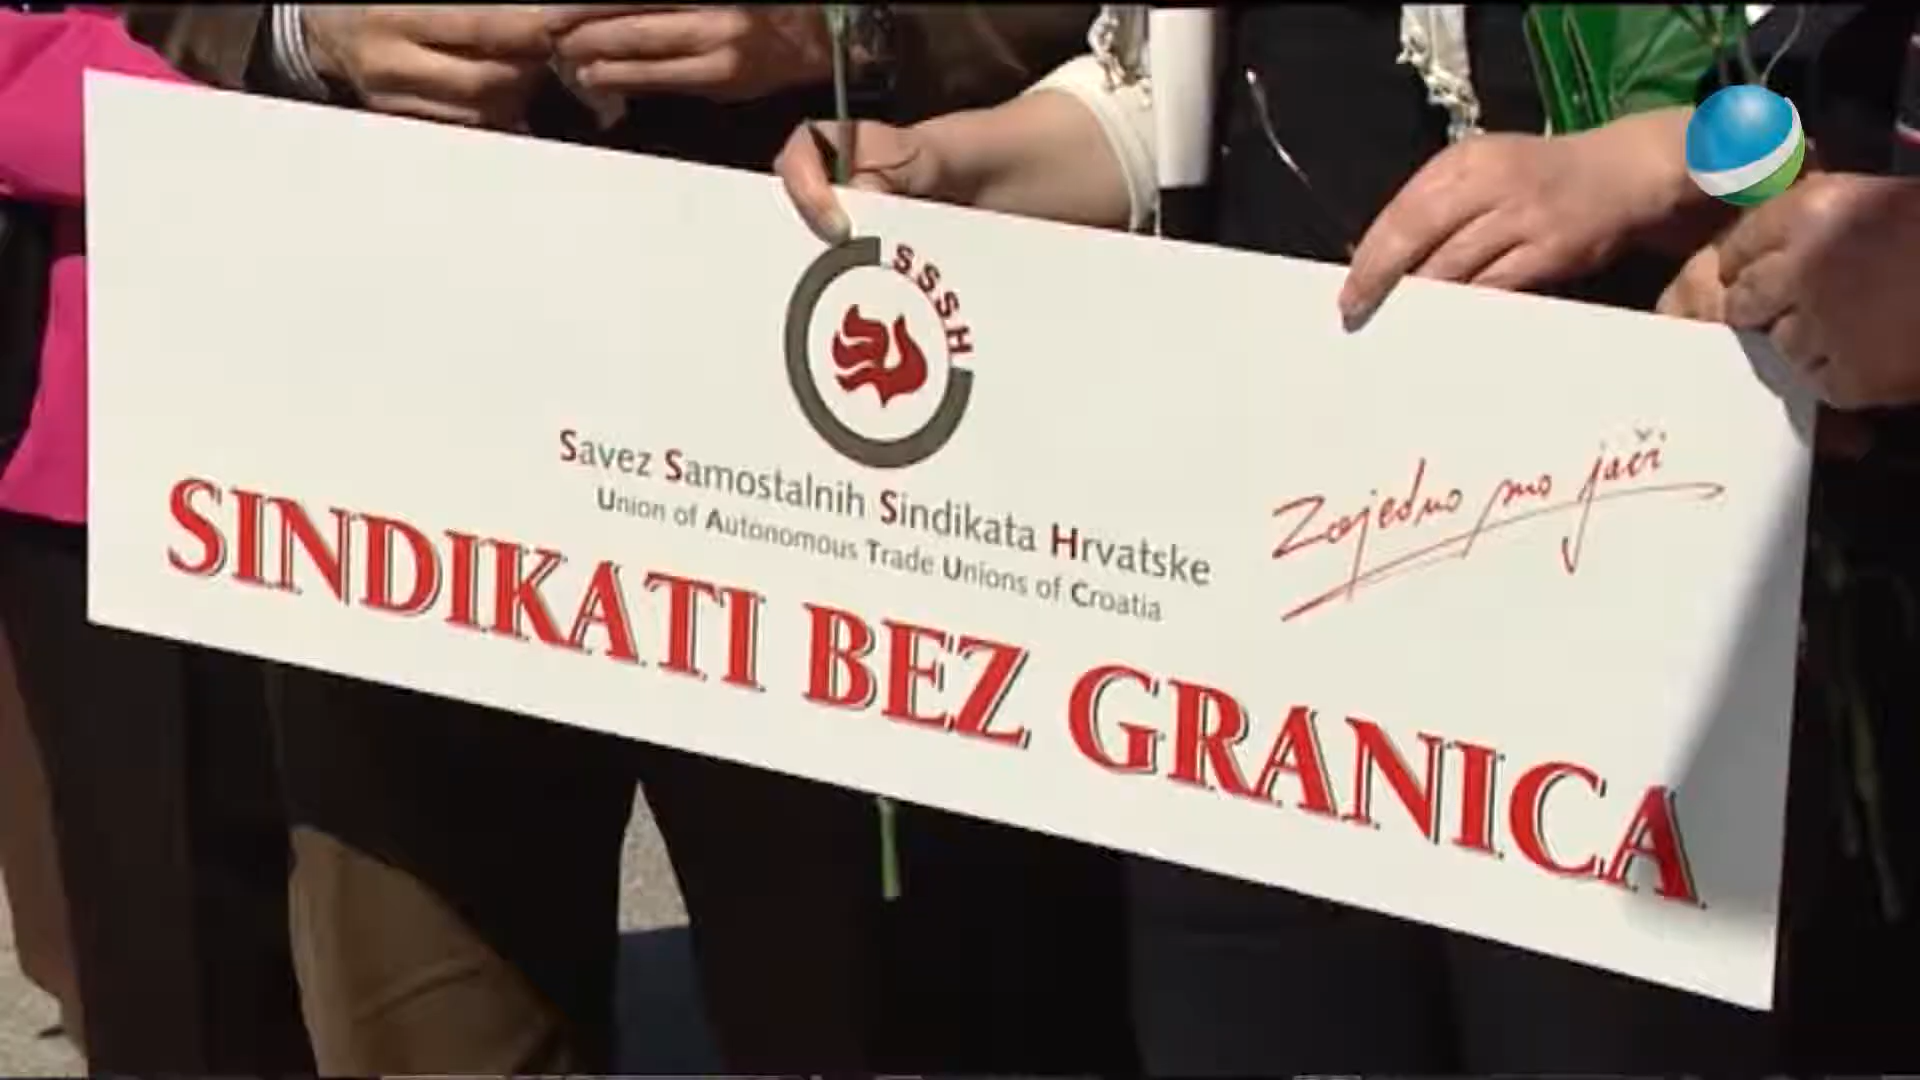 SSSH
Savez Samostalnih Sindikata Hrvatske
Union of Autonomous Trade Unions of Croatia
Zajedno smo jači
SINDIKATI BEZ GRANICA